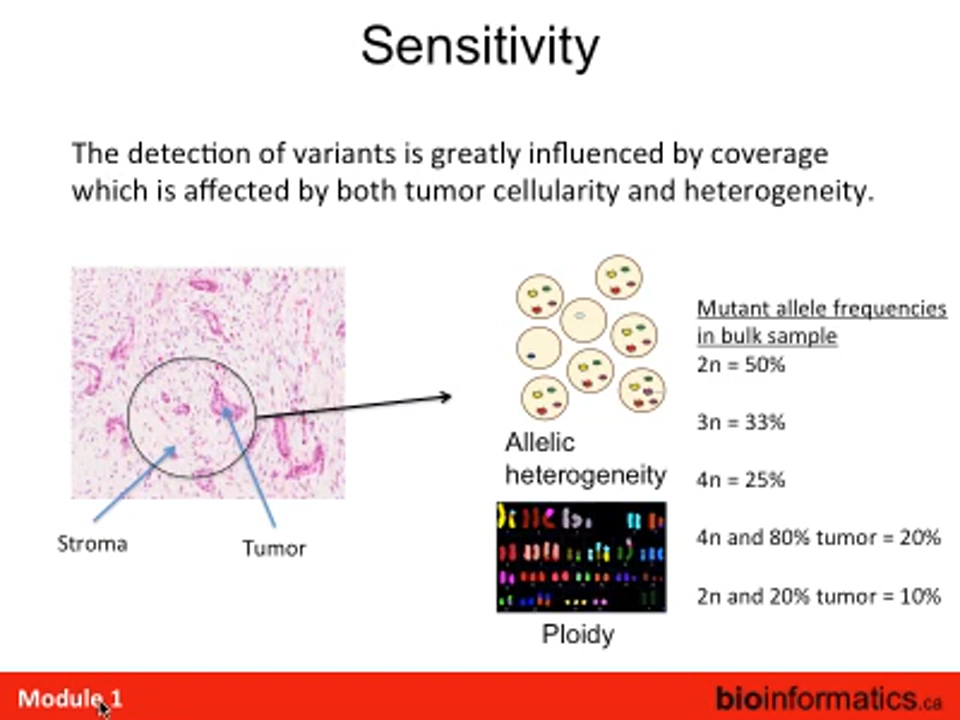 Sensitivity
The detection of variants is greatly influenced by coverage
which is affected by both tumor cellularity and heterogeneity.
Stroma
Tumor
Allelic
heterogeneity
Ploidy
Mutant allele frequencies
in bulk sample
2n = 50%
3n = 33%
4n = 25%
4n and 80% tumor = 20%
2n and 20% tumor = 10%
Module 1
bioinformatics.ca